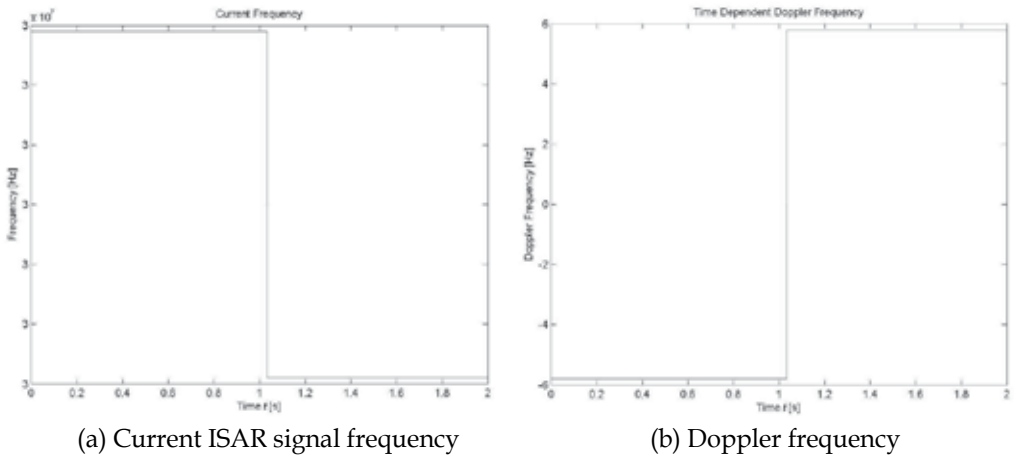 Current Frequency
x 10⁷
3
3
3
3
3
3
3
Frequency [Hz]
0 0.2 0.4 0.6 0.8 1 1.2 1.4 1.6 1.8 2
Time t [s]
(a) Current ISAR signal frequency
Time Dependent Doppler Frequency
6
4
2
0
-2
-4
-6
Doppler Frequency [Hz]
0 0.2 0.4 0.6 0.8 1 1.2 1.4 1.6 1.8 2
Time t [s]
(b) Doppler frequency